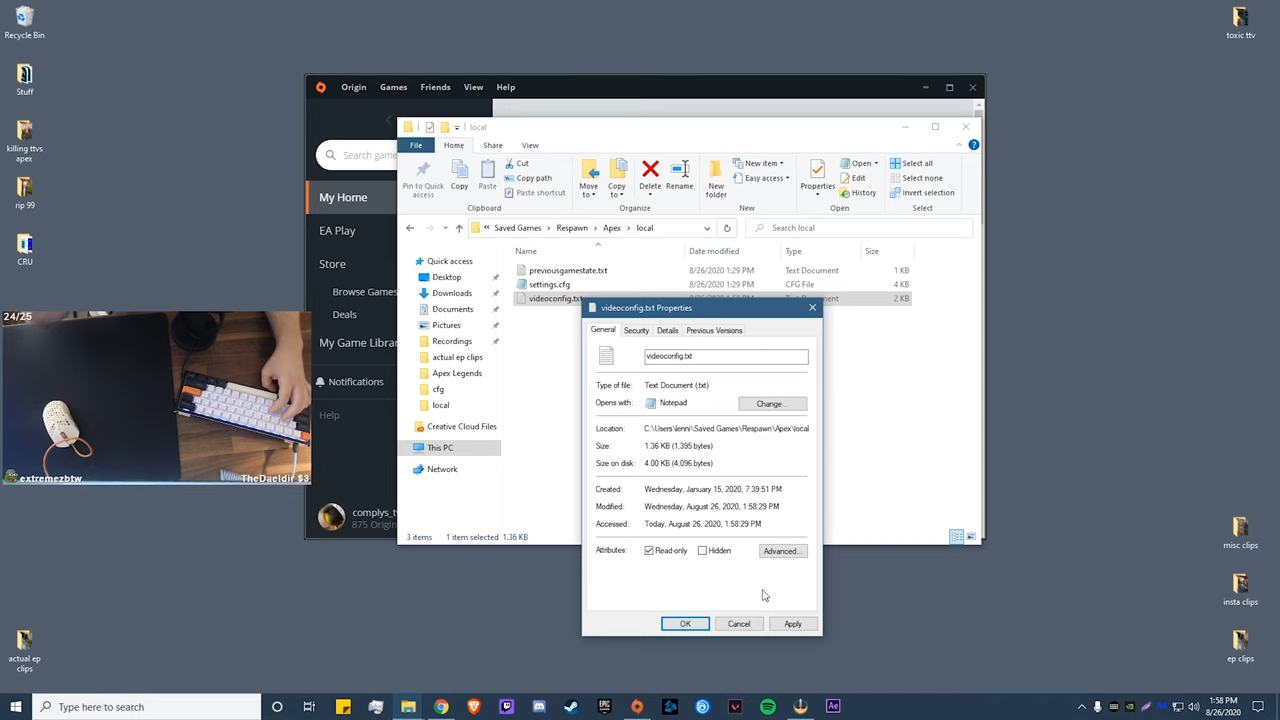 Recycle Bin
Stuff
killing ttvs
apex
rip 99
CRU
actual ep
clips
toxic ttv
misc clips
insta clips
ep clips
Origin Games Friends View Help
Search game
My Home
EA Play
Store
Browse Games
Deals
My Game Librar
Notifications
Help
complys_t
875 Origin
local
File Home Share View
Pin to Quick
access
Copy
Paste
Cut
Copy path
Paste shortcut
Clipboard
Move
to
Copy
to
Delete
Rename
Organize
New
folder
New item
Easy access
New
Properties
Open
Edit
History
Open
Select all
Select none
Invert selection
Select
« Saved Games > Respawn > Apex > local
Search local
Name Date modified Type Size
previousgamestate.txt 8/26/2020 1:29 PM Text Document 1 KB
settings.cfg 8/26/2020 1:29 PM CFG File 4 KB
videoconfig.txt 2 KB
Quick access
Desktop
Downloads
Documents
Pictures
Recordings
actual ep clips
Apex Legends
cfg
local
Creative Cloud Files
This PC
Network
3 items 1 item selected 1.36 KB
videoconfig.txt Properties
General Security Details Previous Versions
videoconfig.txt
Type of file: Text Document (.txt)
Opens with: Notepad Change...
Location: C:\Users\lenni\Saved Games\Respawn\Apex\local
Size: 1.36 KB (1,395 bytes)
Size on disk: 4.00 KB (4,096 bytes)
Created: Wednesday, January 15, 2020, 7:39:51 PM
Modified: Wednesday, August 26, 2020, 1:58:29 PM
Accessed: Today, August 26, 2020, 1:58:29 PM
Attributes: Read-only Hidden Advanced...
OK Cancel Apply
24/25
extremezbtw TheDaeldir $3
Type here to search
EPIC
GAMES
Ae
1:58 PM
8/26/2020